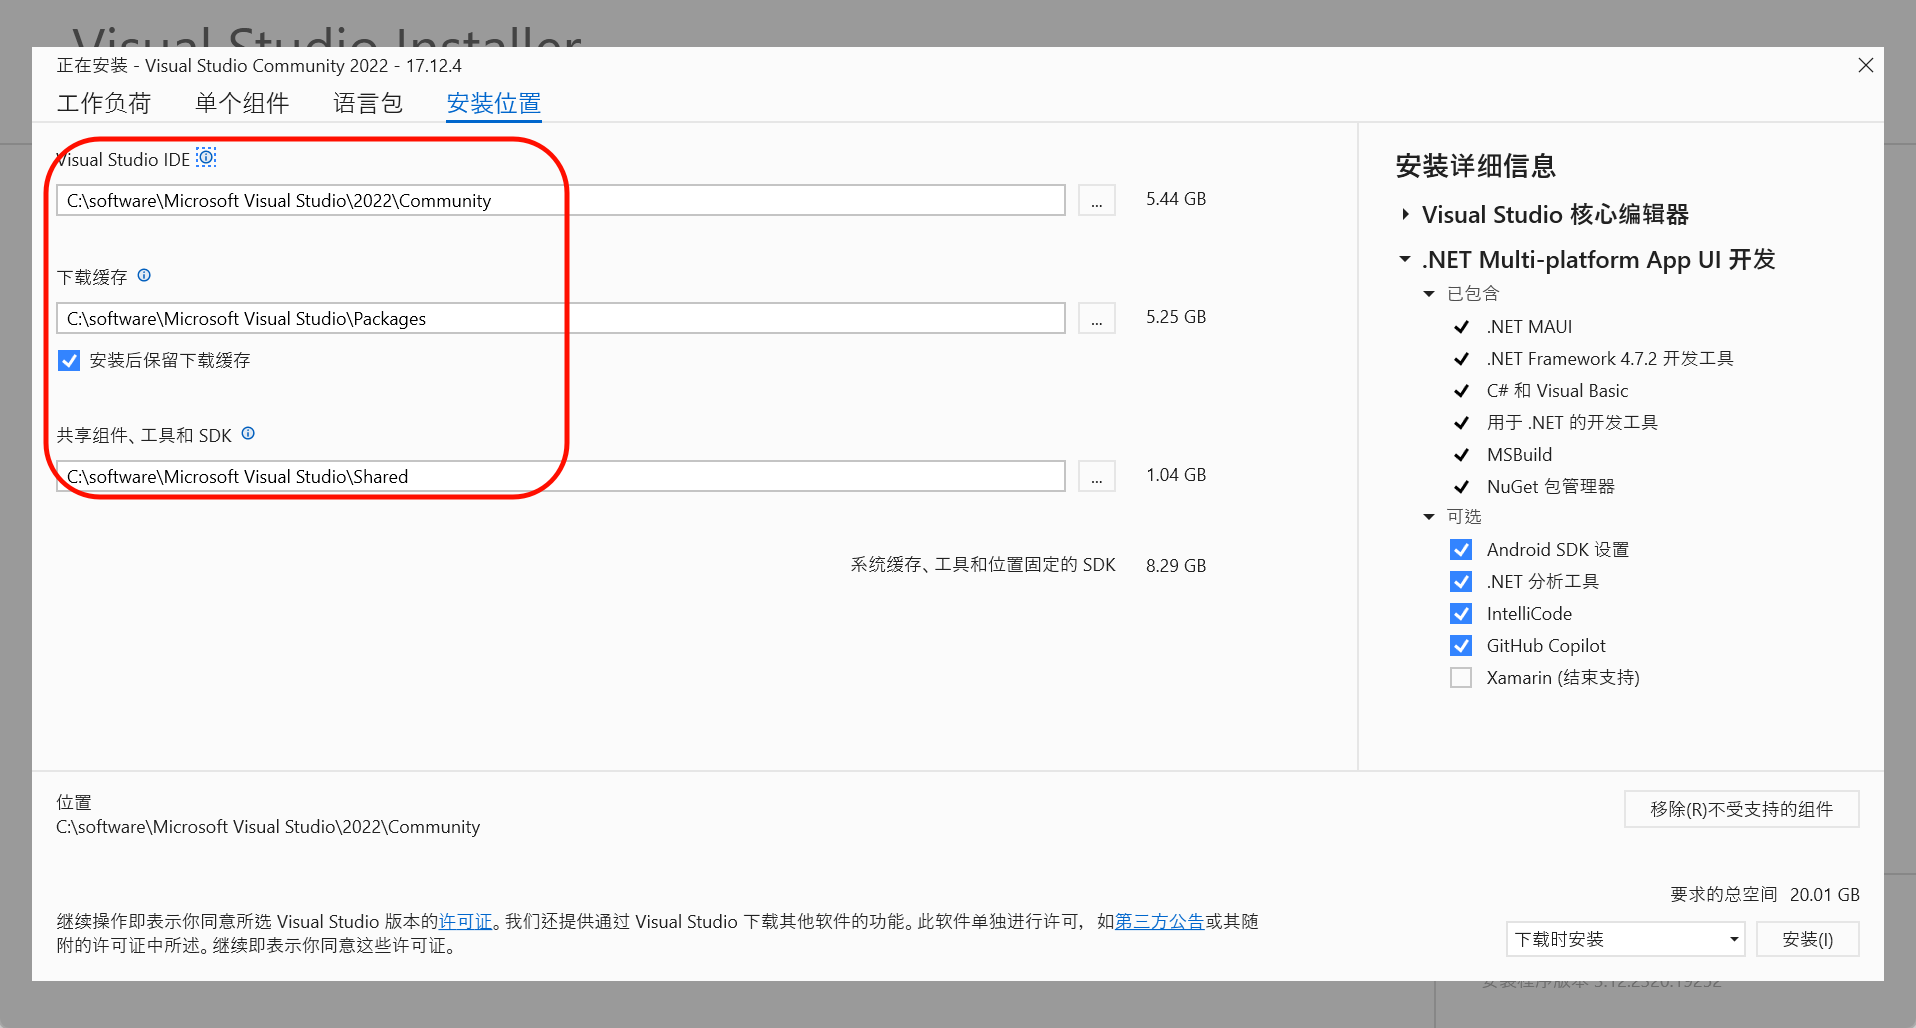 Visual Studio Installer
正在安装 - Visual Studio Community 2022 - 17.12.4
工作负荷 单个组件 语言包 安装位置
Visual Studio IDE
C:\software\Microsoft Visual Studio\2022\Community
... 5.44 GB
下载缓存
C:\software\Microsoft Visual Studio\Packages
... 5.25 GB
安装后保留下载缓存
共享组件、工具和 SDK
C:\software\Microsoft Visual Studio\Shared
... 1.04 GB
系统缓存、工具和位置固定的 SDK 8.29 GB
安装详细信息
Visual Studio 核心编辑器
.NET Multi-platform App UI 开发
已包含
.NET MAUI
.NET Framework 4.7.2 开发工具
C# 和 Visual Basic
用于 .NET 的开发工具
MSBuild
NuGet 包管理器
可选
Android SDK 设置
.NET 分析工具
IntelliCode
GitHub Copilot
Xamarin (结束支持)
位置
C:\software\Microsoft Visual Studio\2022\Community
移除(R)不受支持的组件
要求的总空间 20.01 GB
继续操作即表示你同意所选 Visual Studio 版本的许可证。我们还提供通过 Visual Studio 下载其他软件的功能。此软件单独进行许可，如第三方公告或其随
附的许可证中所述。继续即表示你同意这些许可证。
下载时安装 安装(I)